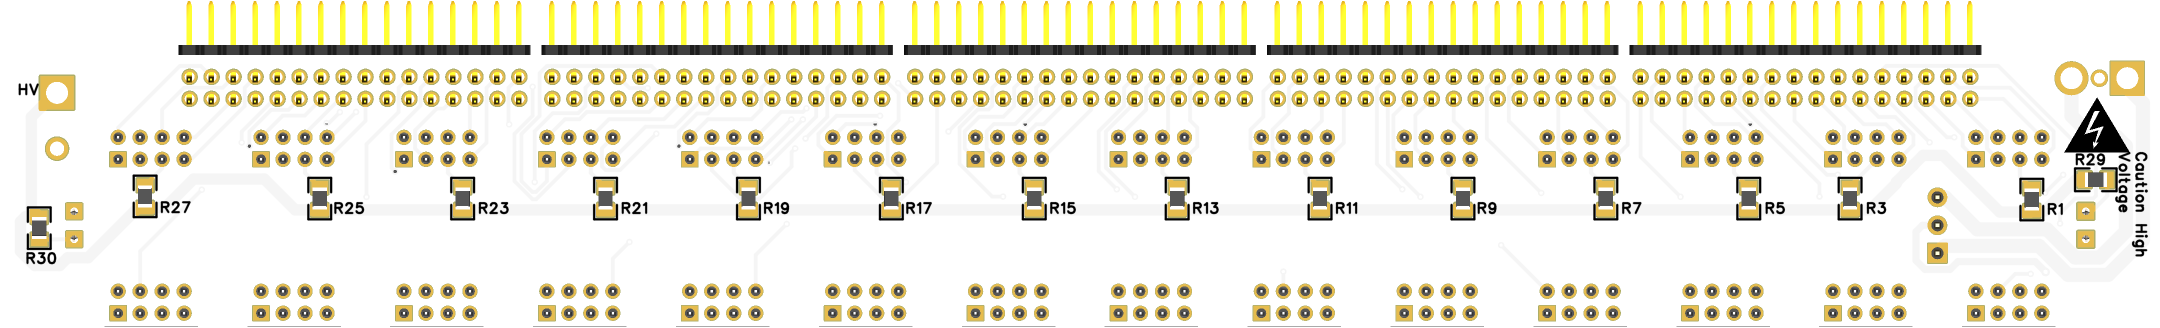 HV
R29
Caution High
Voltage
R27
R25
R23
R21
R19
R17
R15
R13
R11
R9
R7
R5
R3
R1
R30